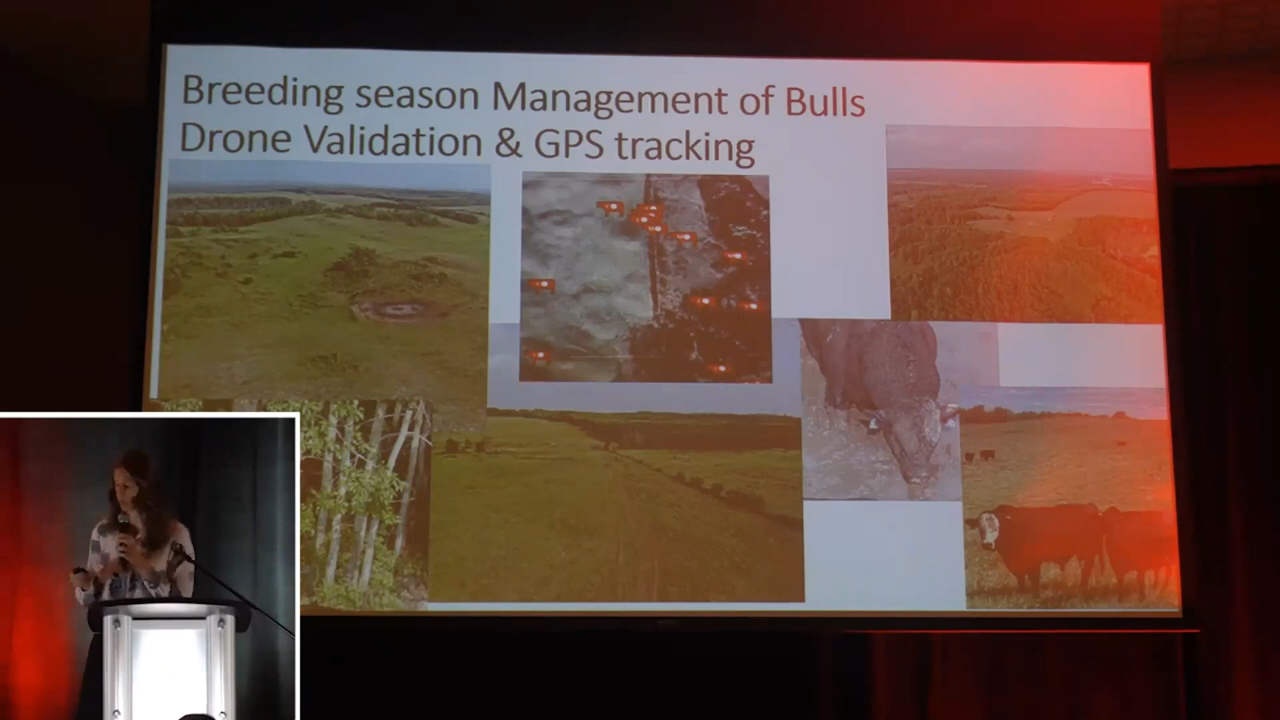 Breeding season Management of Bulls
Drone Validation & GPS tracking